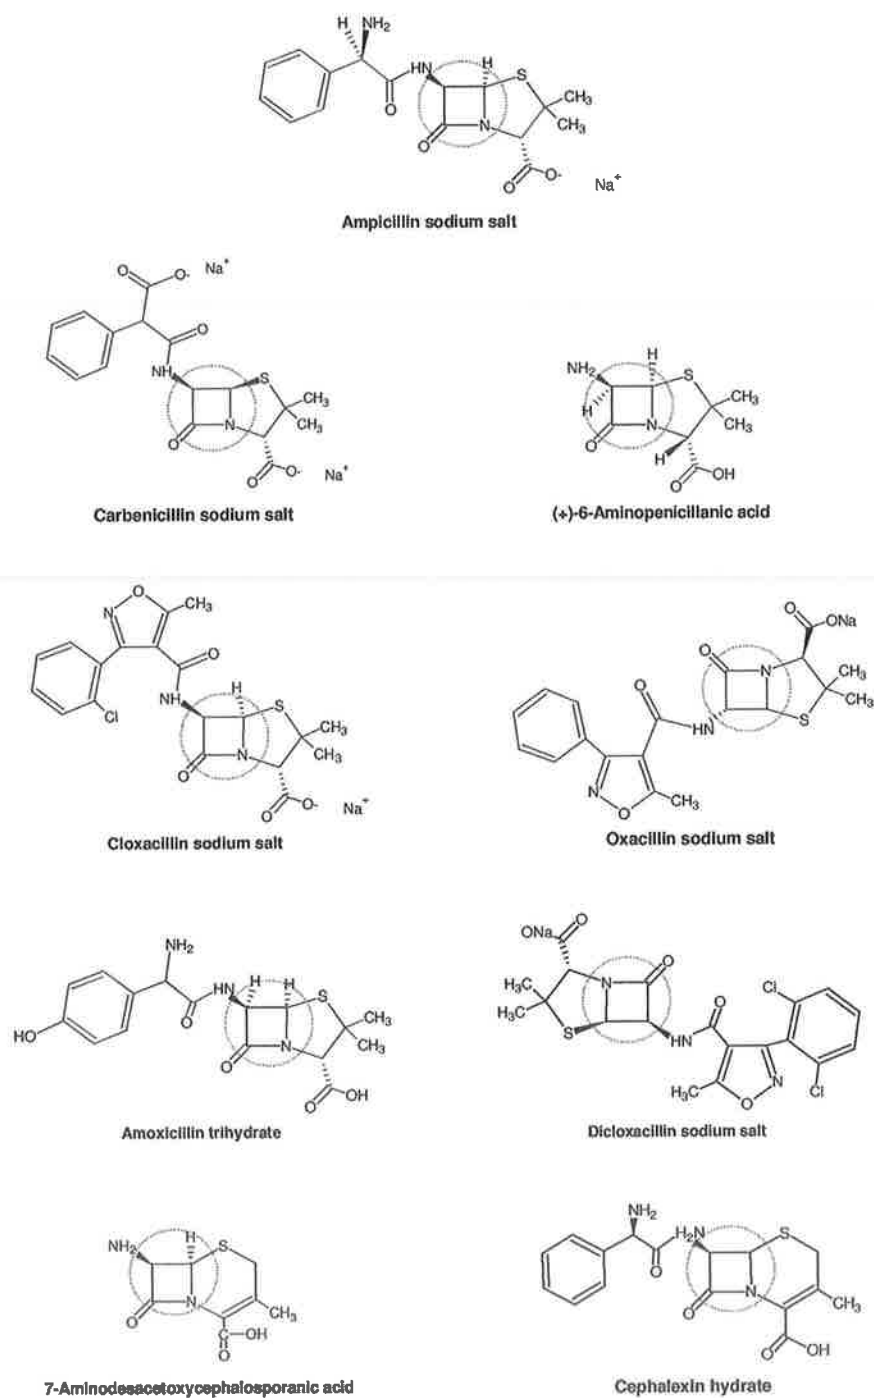 H NH2
HN H S
CH3
CH3
O
O N
O O- Na+
Ampicillin sodium salt
O O- Na+
O
NH S
CH3
CH3
N
O
O O- Na+
Carbenicillin sodium salt
H
NH2 S
CH3
H
CH3
N
O
H
O OH
(+)-6-Aminopenicillanic acid
O
N CH3
O
NH H S
Cl
CH3
CH3
N
O
O O- Na+
Cloxacillin sodium salt
O ONa
O N
CH3
CH3
O
HN S
N
O CH3
Oxacillin sodium salt
NH2
HN H H S
O
CH3
CH3
HO
N
O
O OH
Amoxicillin trihydrate
ONa O
N O
H3C
H3C
S
Cl
O
HN
H3C N
O Cl
Dicloxacillin sodium salt
NH2 H S
N
O CH3
C OH
O
7-Aminodesacetoxycephalosporanic acid
NH2
H2N S
O
N
O CH3
O OH
Cephalexin hydrate